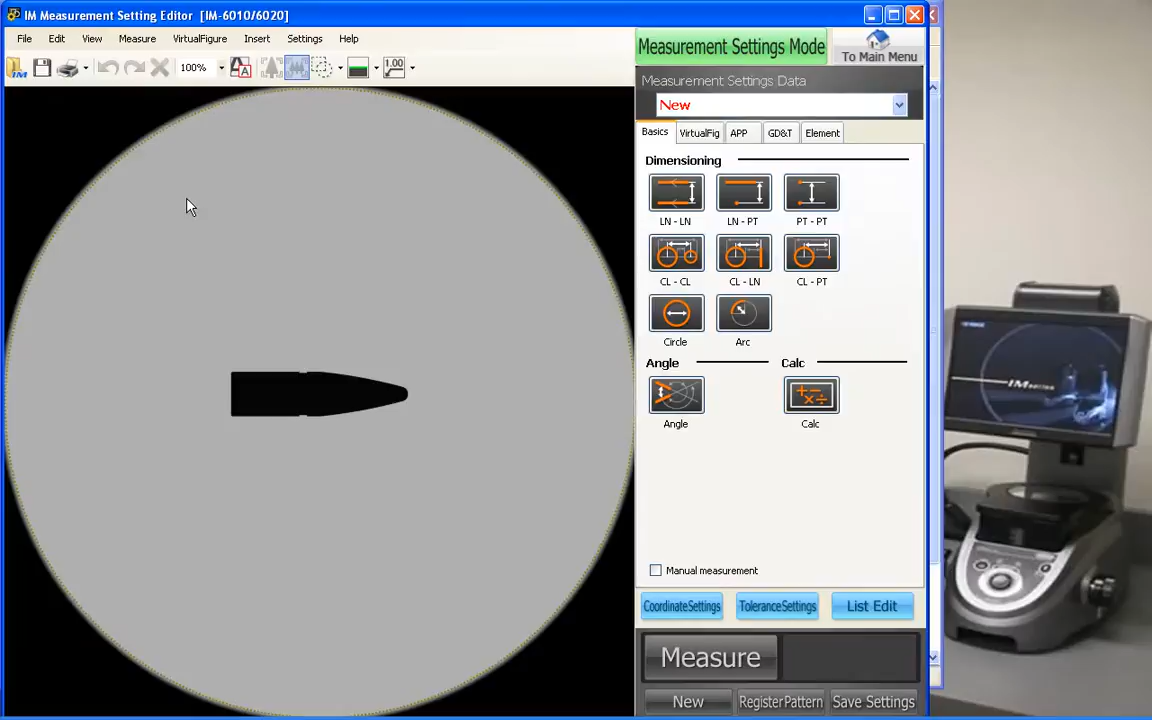 IM Measurement Setting Editor [IM-6010/6020]
File Edit View Measure VirtualFigure Insert Settings Help
100%
A
1.00
IM
Measurement Settings Mode
To Main Menu
Measurement Settings Data
New
Basics VirtualFig APP GD&T Element
Dimensioning
LN - LN LN - PT PT - PT
CL - CL CL - LN CL - PT
Circle Arc
Angle Calc
Angle Calc
Manual measurement
CoordinateSettings ToleranceSettings List Edit
Measure
New RegisterPattern Save Settings